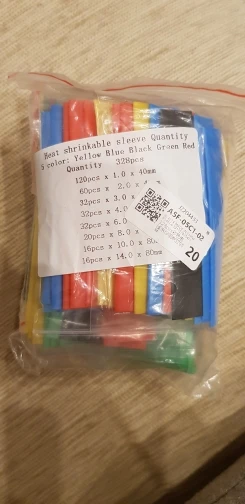 Heat shrinkable sleeve Quantity
5 color: Yellow Blue Black Green Red
Quantity 328pcs
120pcs x 1.0 x 40mm
60pcs x 2.0 x
32pcs x 3.0 x
32pcs x 4.0
32pcs x 6.0
20pcs x 8.0 x
16pcs x 10.0 x 80
16pcs x 14.0 x 80mm
ASF-05C1-02
20